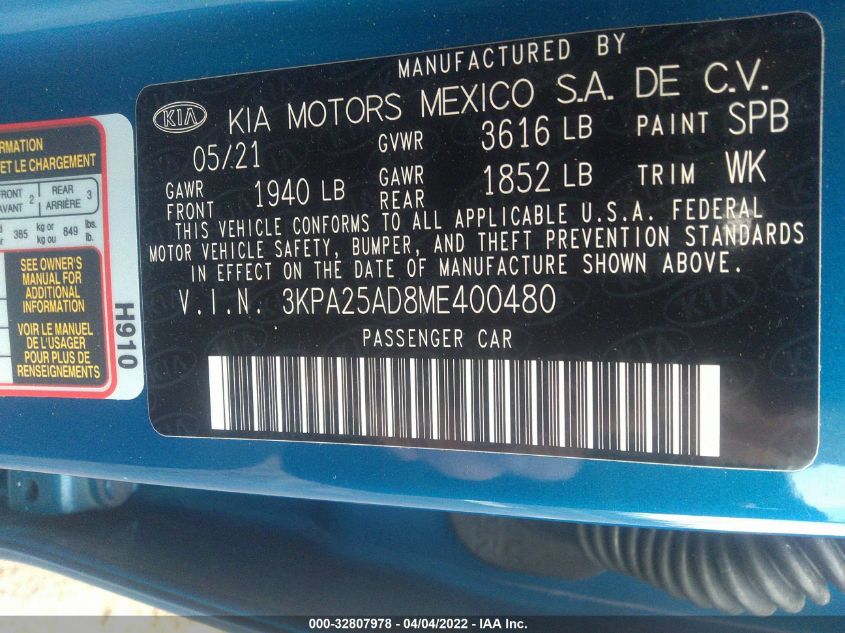 MANUFACTURED BY
KIA KIA MOTORS MEXICO S.A. DE C.V.
05/21 GVWR 3616 LB PAINT SPB
GAWR FRONT 1940 LB GAWR REAR 1852 LB TRIM WK
THIS VEHICLE CONFORMS TO ALL APPLICABLE U.S.A. FEDERAL
MOTOR VEHICLE SAFETY, BUMPER, AND THEFT PREVENTION STANDARDS
IN EFFECT ON THE DATE OF MANUFACTURE SHOWN ABOVE.
V.I.N. 3KPA25AD8ME400480
PASSENGER CAR
ET LE CHARGEMENT
FRONT 2 REAR 3
ARRIÈRE
385 kg or kg ou 849 lbs. lb.
SEE OWNER'S
MANUAL FOR
ADDITIONAL
INFORMATION
VOIR LE MANUEL
DE L'USAGER
POUR PLUS DE
RENSEIGNEMENTS
H910
000-32807978 - 04/04/2022 - IAA Inc.